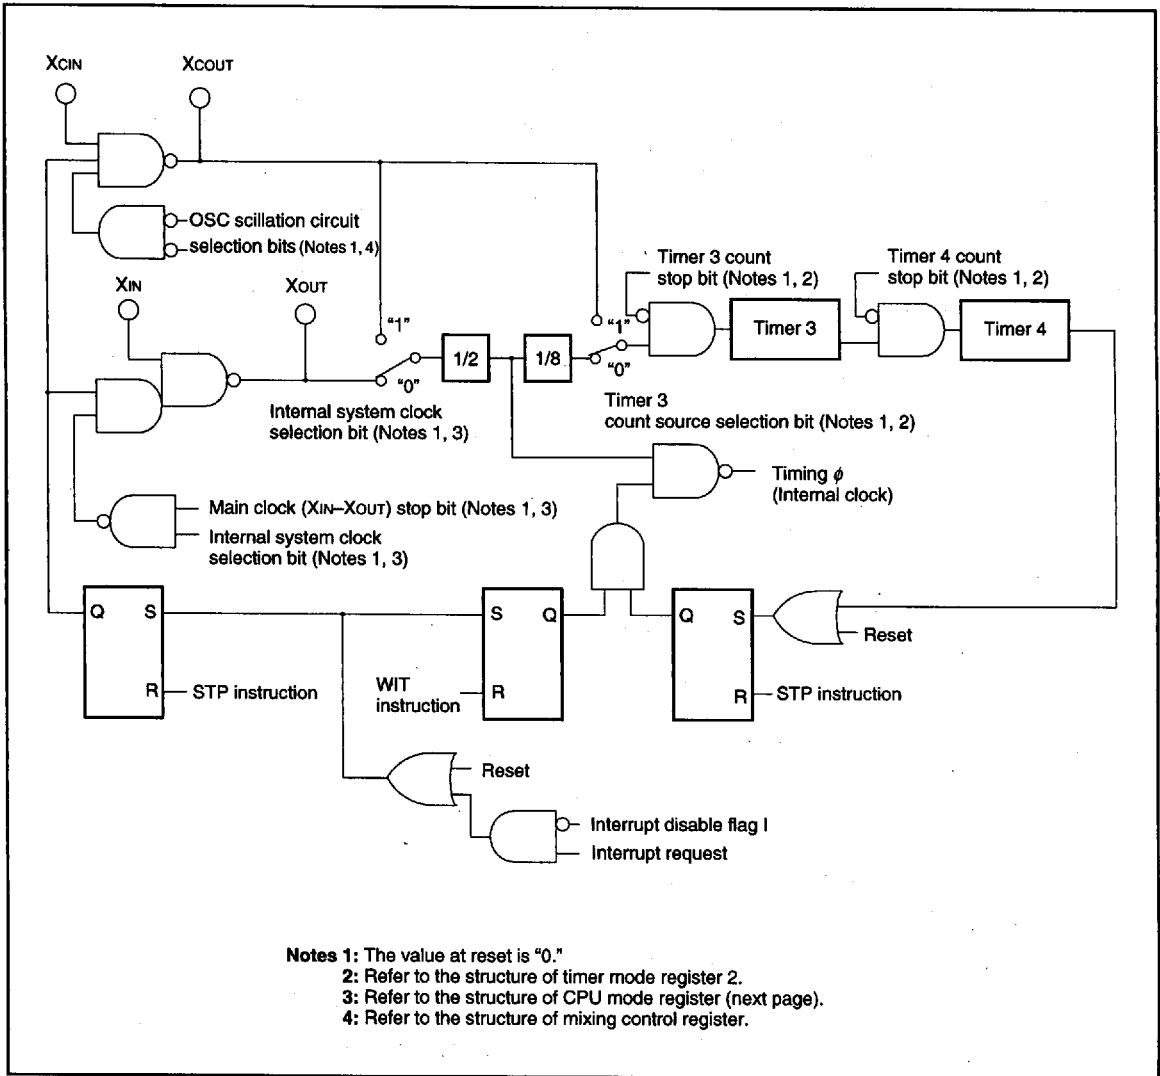 XCIN
XCOUT
OSC scillation circuit
selection bits (Notes 1, 4)
XIN
XOUT
"1"
"0"
Internal system clock
selection bit (Notes 1, 3)
1/2
1/8
"1"
"0"
Timer 3 count
stop bit (Notes 1, 2)
Timer 3
Timer 4 count
stop bit (Notes 1, 2)
Timer 4
Timer 3
count source selection bit (Notes 1, 2)
Timing ϕ
(Internal clock)
Main clock (XIN–XOUT) stop bit (Notes 1, 3)
Internal system clock
selection bit (Notes 1, 3)
Q
S
R
STP instruction
S
Q
R
WIT
instruction
Q
S
R
STP instruction
Reset
Reset
Interrupt disable flag I
Interrupt request
Notes 1: The value at reset is "0."
2: Refer to the structure of timer mode register 2.
3: Refer to the structure of CPU mode register (next page).
4: Refer to the structure of mixing control register.